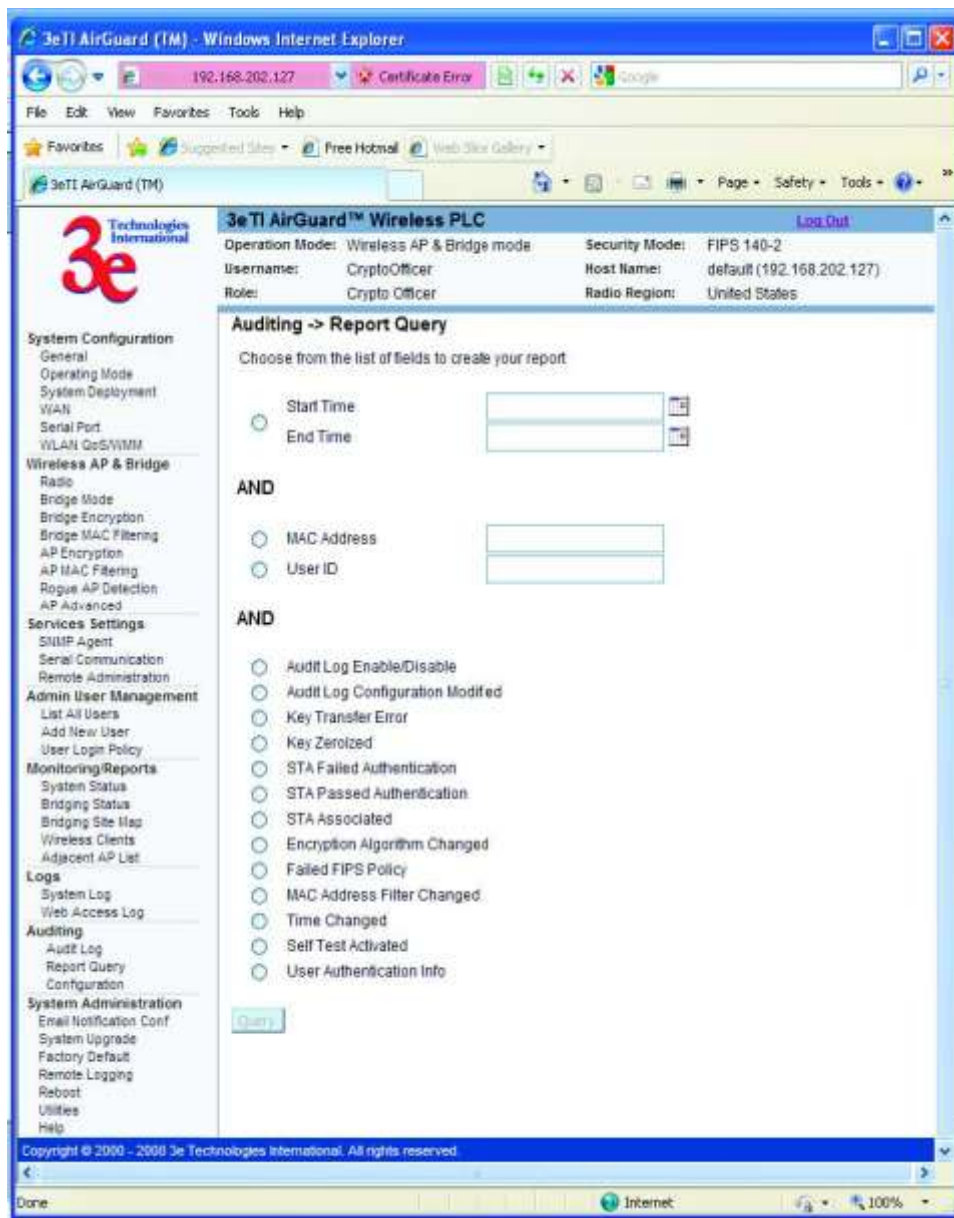 3eTI AirGuard (TM) - Windows Internet Explorer
192.168.202.127
Certificate Error
Google
File Edit View Favorites Tools Help
Favorites
Suggested Sites
Free Hotmail
Web Slice Gallery
3eTI AirGuard (TM)
Page
Safety
Tools
3e Technologies International
3eTI AirGuard™ Wireless PLC
Log Out
Operation Mode: Wireless AP & Bridge mode
Security Mode: FIPS 140-2
Username: CryptoOfficer
Host Name: default (192.168.202.127)
Role: Crypto Officer
Radio Region: United States
System Configuration
General
Operating Mode
System Deployment
WAN
Serial Port
WLAN QoS/WMM
Wireless AP & Bridge
Radio
Bridge Mode
Bridge Encryption
Bridge MAC Filtering
AP Encryption
AP MAC Filtering
Rogue AP Detection
AP Advanced
Services Settings
SNMP Agent
Serial Communication
Remote Administration
Admin User Management
List All Users
Add New User
User Login Policy
Monitoring/Reports
System Status
Bridging Status
Bridging Site Map
Wireless Clients
Adjacent AP List
Logs
System Log
Web Access Log
Auditing
Audit Log
Report Query
Configuration
System Administration
Email Notification Conf
System Upgrade
Factory Default
Remote Logging
Reboot
Utilities
Help
Auditing -> Report Query
Choose from the list of fields to create your report
Start Time
End Time
AND
MAC Address
User ID
AND
Audit Log Enable/Disable
Audit Log Configuration Modified
Key Transfer Error
Key Zeroized
STA Failed Authentication
STA Passed Authentication
STA Associated
Encryption Algorithm Changed
Failed FIPS Policy
MAC Address Filter Changed
Time Changed
Self Test Activated
User Authentication Info
Query
Copyright © 2000 - 2008 3e Technologies International. All rights reserved.
Done
Internet
100%